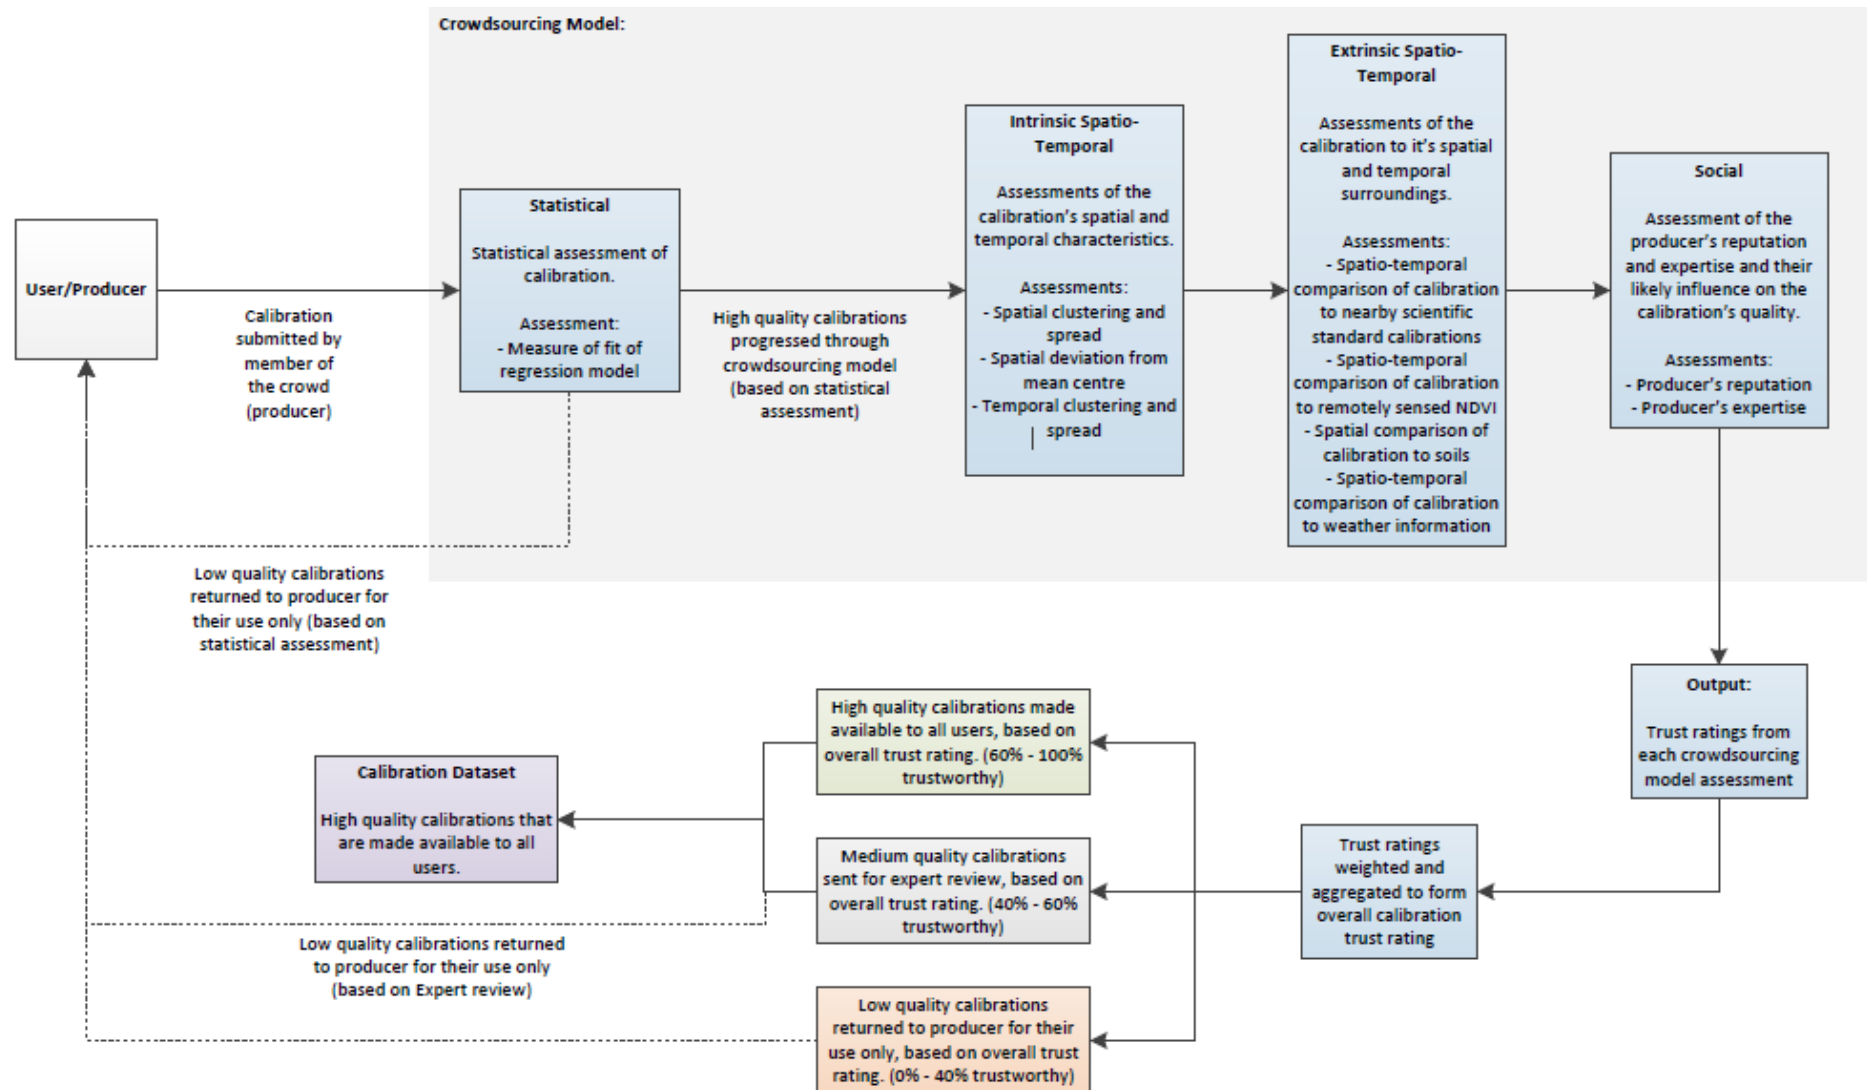 Crowdsourcing Model:
User/Producer
Calibration
submitted by
member of
the crowd
(producer)
Statistical
Statistical assessment of
calibration.
Assessment:
- Measure of fit of
regression model
High quality calibrations
progressed through
crowdsourcing model
(based on statistical
assessment)
Intrinsic Spatio-
Temporal
Assessments of the
calibration's spatial and
temporal characteristics.
Assessments:
- Spatial clustering and
spread
- Spatial deviation from
mean centre
- Temporal clustering and
spread
Extrinsic Spatio-
Temporal
Assessments of the
calibration to it's spatial
and temporal
surroundings.
Assessments:
- Spatio-temporal
comparison of calibration
to nearby scientific
standard calibrations
- Spatio-temporal
comparison of calibration
to remotely sensed NDVI
- Spatial comparison of
calibration to soils
- Spatio-temporal
comparison of calibration
to weather information
Social
Assessment of the
producer's reputation
and expertise and their
likely influence on the
calibration's quality.
Assessments:
- Producer's reputation
- Producer's expertise
Low quality calibrations
returned to producer for
their use only (based on
statistical assessment)
Output:
Trust ratings from
each crowdsourcing
model assessment
Trust ratings
weighted and
aggregated to form
overall calibration
trust rating
High quality calibrations made
available to all users, based on
overall trust rating. (60% - 100%
trustworthy)
Medium quality calibrations
sent for expert review, based on
overall trust rating. (40% - 60%
trustworthy)
Low quality calibrations
returned to producer for their
use only, based on overall trust
rating. (0% - 40% trustworthy)
Calibration Dataset
High quality calibrations that
are made available to all
users.
Low quality calibrations returned
to producer for their use only
(based on Expert review)